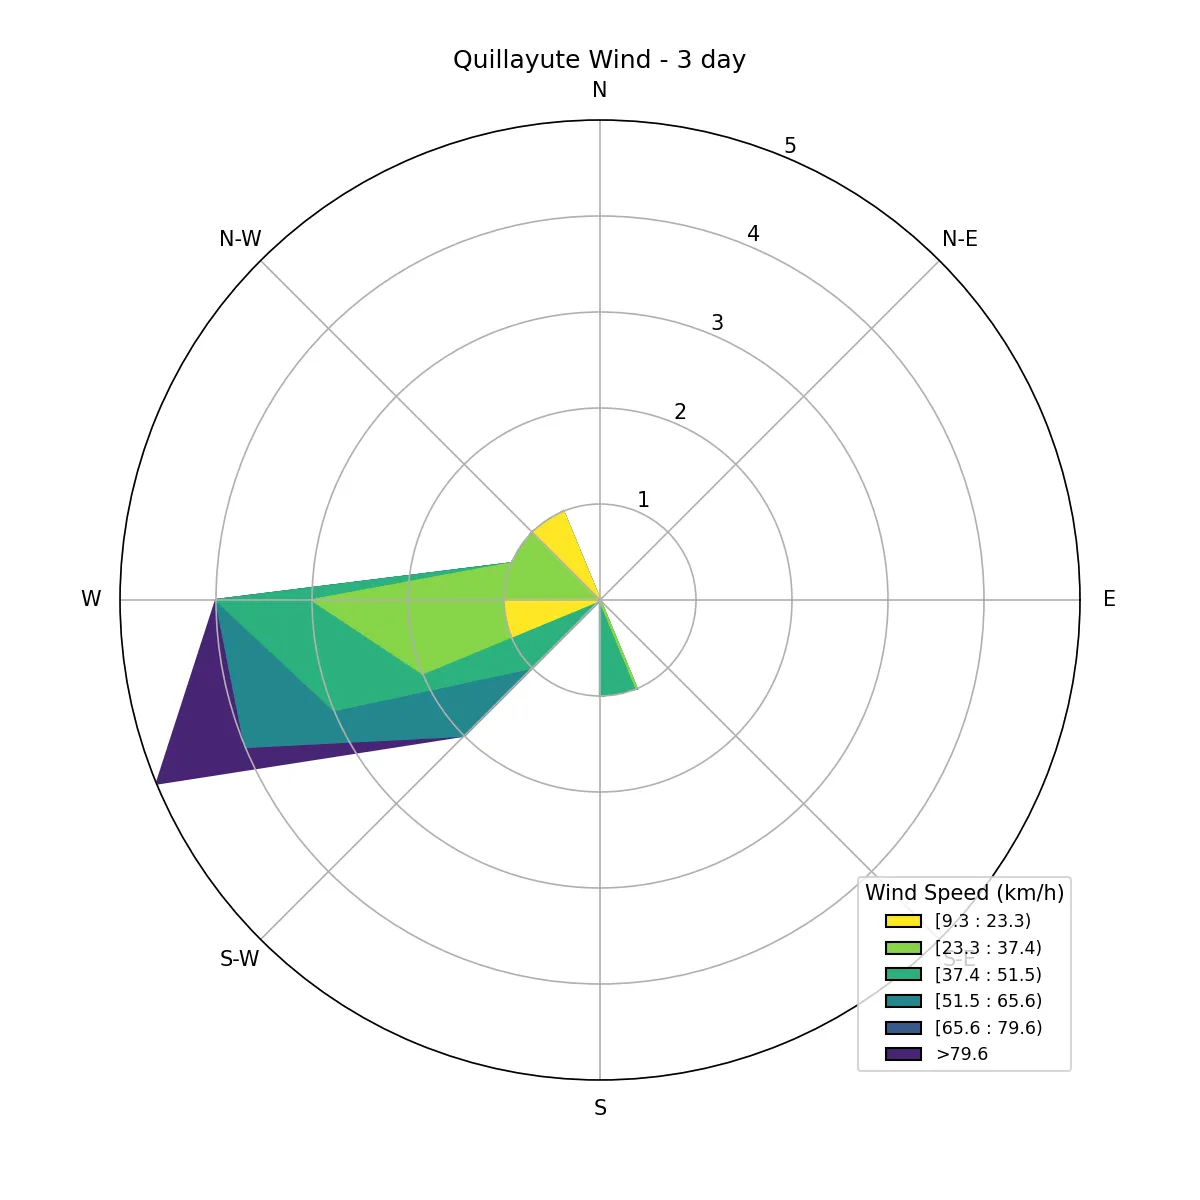 Quillayute Wind - 3 day
N
5
N-W
N-E
4
3
2
1
W
E
Wind Speed (km/h)
[9.3 : 23.3)
[23.3 : 37.4)
S-W
S-E
[37.4 : 51.5)
[51.5 : 65.6)
[65.6 : 79.6)
>79.6
S